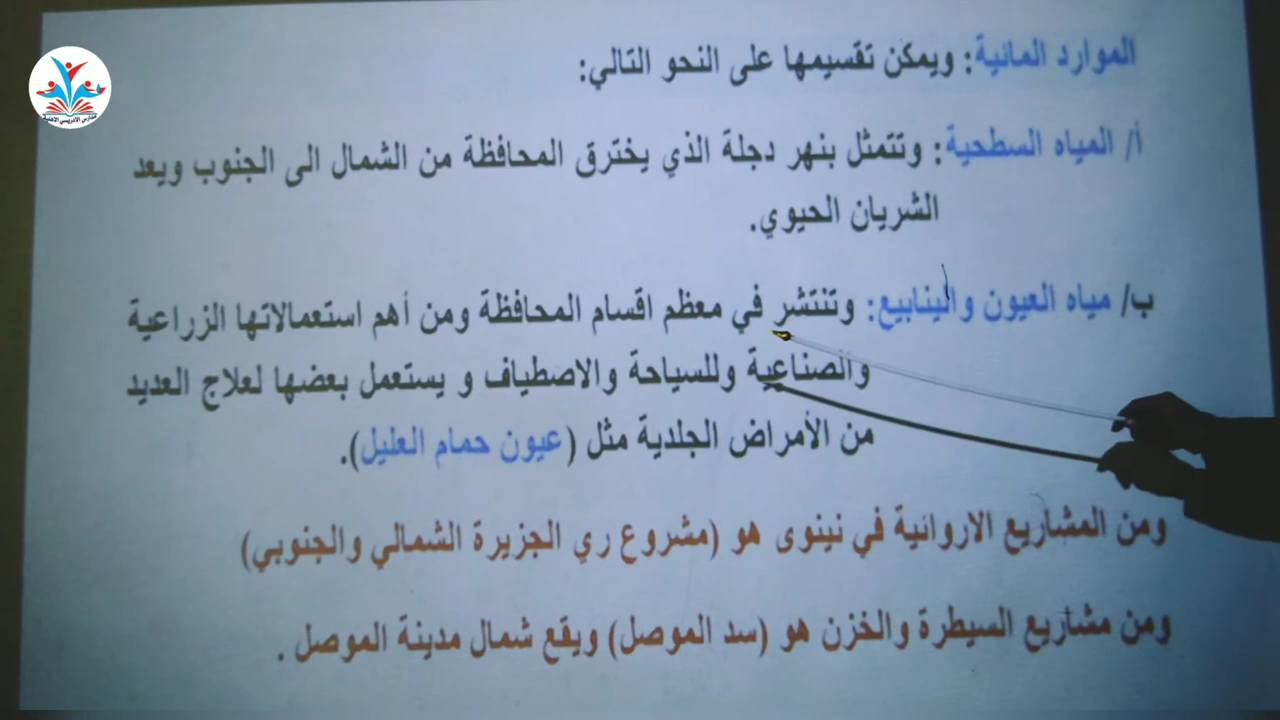 مدارس الادريسي الاهلية
الموارد المائية: ويمكن تقسيمها على النحو التالي:
أ/ المياه السطحية: وتتمثل بنهر دجلة الذي يخترق المحافظة من الشمال الى الجنوب ويعد
الشريان الحيوي.
ب/ مياه العيون والينابيع: وتنتشر في معظم اقسام المحافظة ومن أهم استعمالاتها الزراعية
والصناعية وللسياحة والاصطياف و يستعمل بعضها لعلاج العديد
من الأمراض الجلدية مثل (عيون حمام العليل).
ومن المشاريع الاروائية في نينوى هو (مشروع ري الجزيرة الشمالي والجنوبي)
ومن مشاريع السيطرة والخزن هو (سد الموصل) ويقع شمال مدينة الموصل .